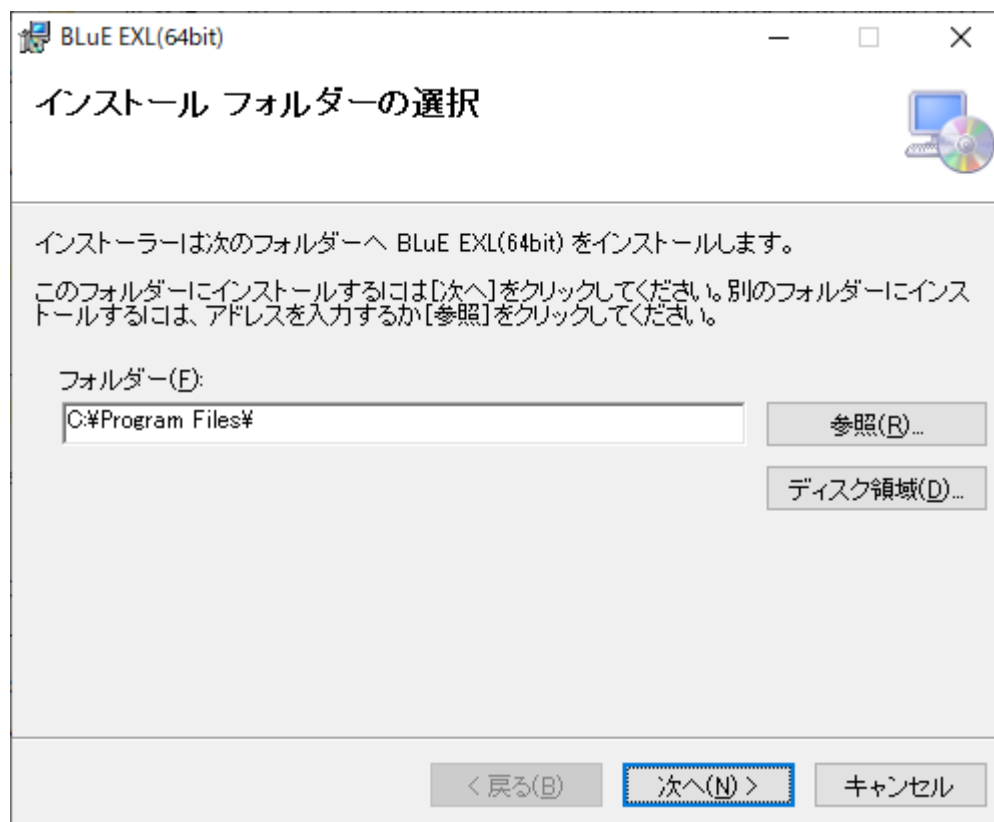 BLuE EXL(64bit)
インストール フォルダーの選択
インストーラーは次のフォルダーへ BLuE EXL(64bit) をインストールします。
このフォルダーにインストールするには[次へ]をクリックしてください。別のフォルダーにインス
トールするには、アドレスを入力するか[参照]をクリックしてください。
フォルダー(F):
C:¥Program Files¥
参照(R)...
ディスク領域(D)...
< 戻る(B)
次へ(N) >
キャンセル